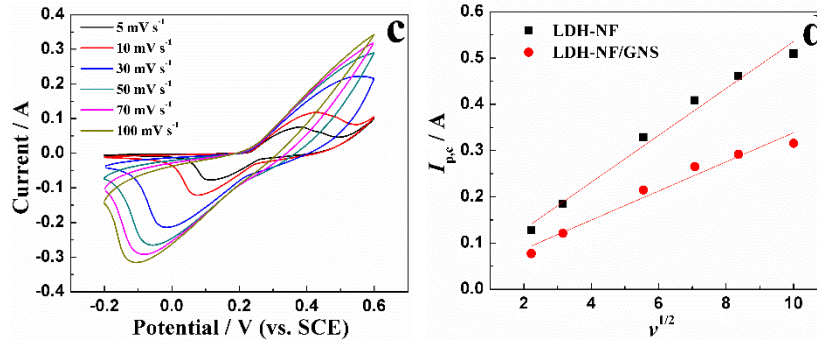 c
5 mV s⁻¹
10 mV s⁻¹
30 mV s⁻¹
50 mV s⁻¹
70 mV s⁻¹
100 mV s⁻¹
0.4
0.3
0.2
0.1
0.0
-0.1
-0.2
-0.3
-0.4
Current / A
-0.2 0.0 0.2 0.4 0.6
Potential / V (vs. SCE)
d
LDH-NF
LDH-NF/GNS
0.6
0.5
0.4
0.3
0.2
0.1
0.0
Ip,c / A
2 4 6 8 10
v1/2